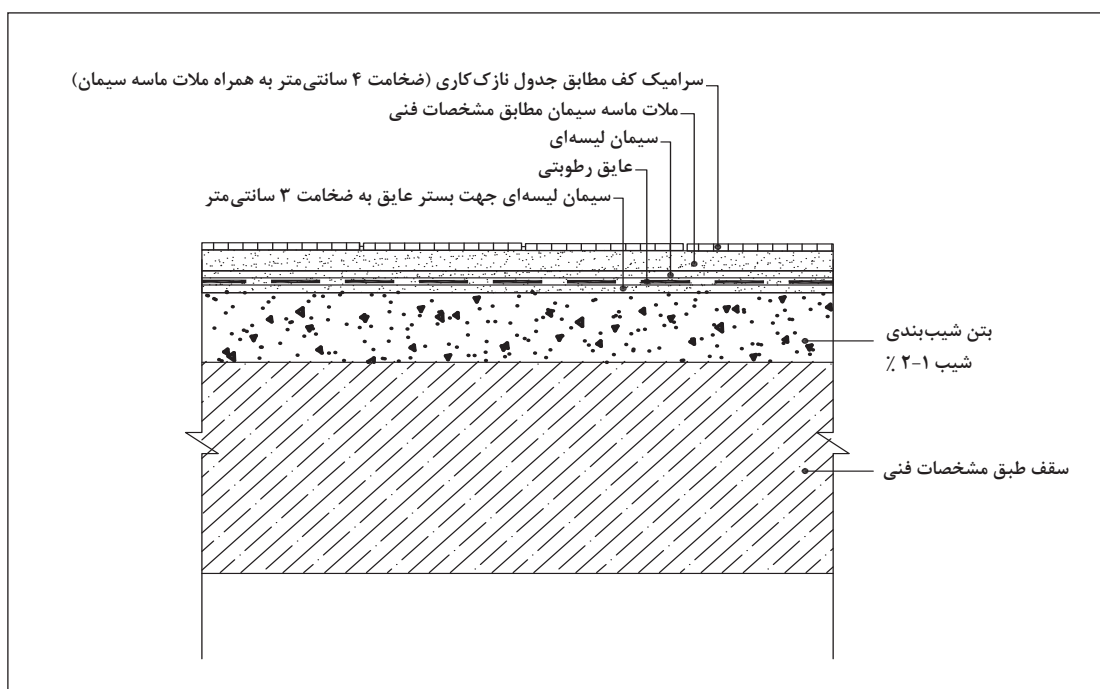 سرامیک کف مطابق جدول نازک‌کاری (ضخامت ۴ سانتی‌متر به همراه ملات ماسه سیمان)
ملات ماسه سیمان مطابق مشخصات فنی
سیمان لیسه‌ای
عایق رطوبتی
سیمان لیسه‌ای جهت بستر عایق به ضخامت ۳ سانتی‌متر
بتن شیب‌بندی
شیب ۱-۲ ٪
سقف طبق مشخصات فنی